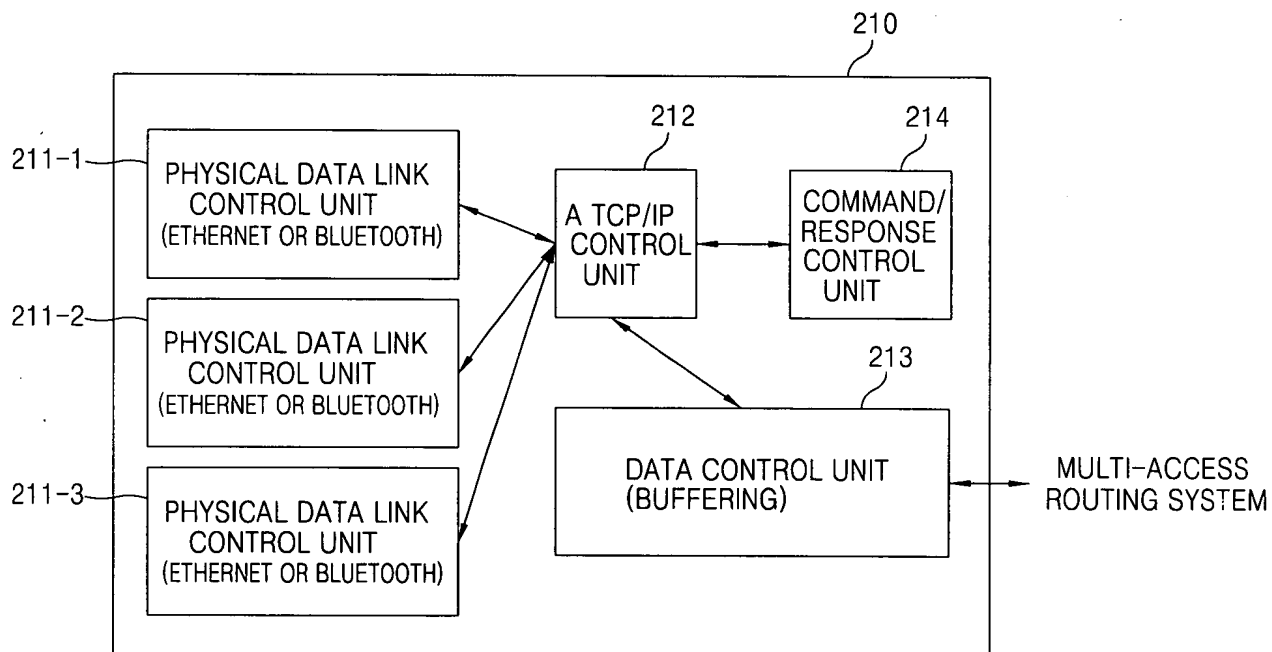 210
211-1
PHYSICAL DATA LINK
CONTROL UNIT
(ETHERNET OR BLUETOOTH)
212
A TCP/IP
CONTROL
UNIT
214
COMMAND/
RESPONSE
CONTROL
UNIT
211-2
PHYSICAL DATA LINK
CONTROL UNIT
(ETHERNET OR BLUETOOTH)
213
DATA CONTROL UNIT
(BUFFERING)
MULTI-ACCESS
ROUTING SYSTEM
211-3
PHYSICAL DATA LINK
CONTROL UNIT
(ETHERNET OR BLUETOOTH)